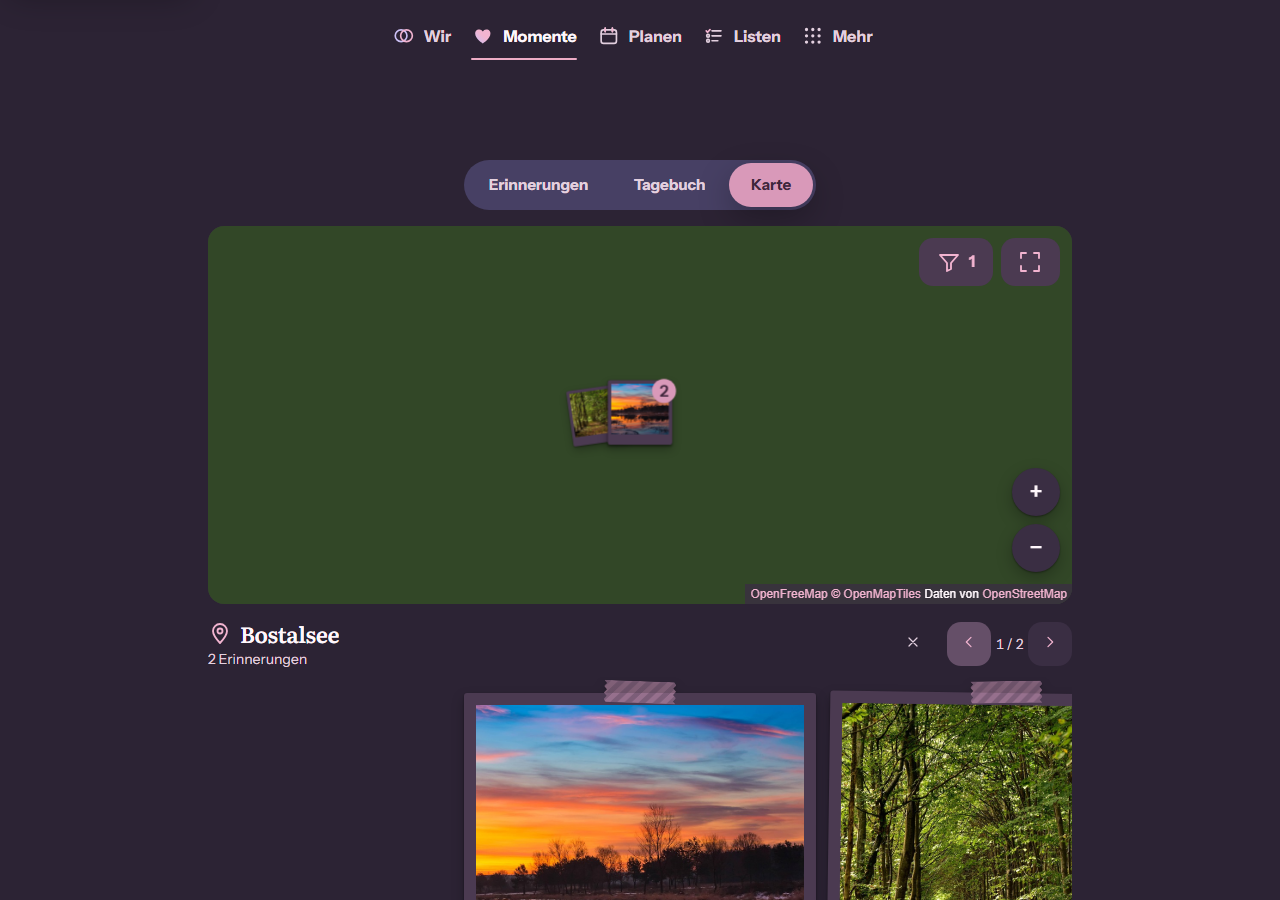 Wir Momente Planen Listen Mehr
Erinnerungen Tagebuch Karte
1
2
+
−
OpenFreeMap © OpenMapTiles Daten von OpenStreetMap
Bostalsee
2 Erinnerungen
1 / 2